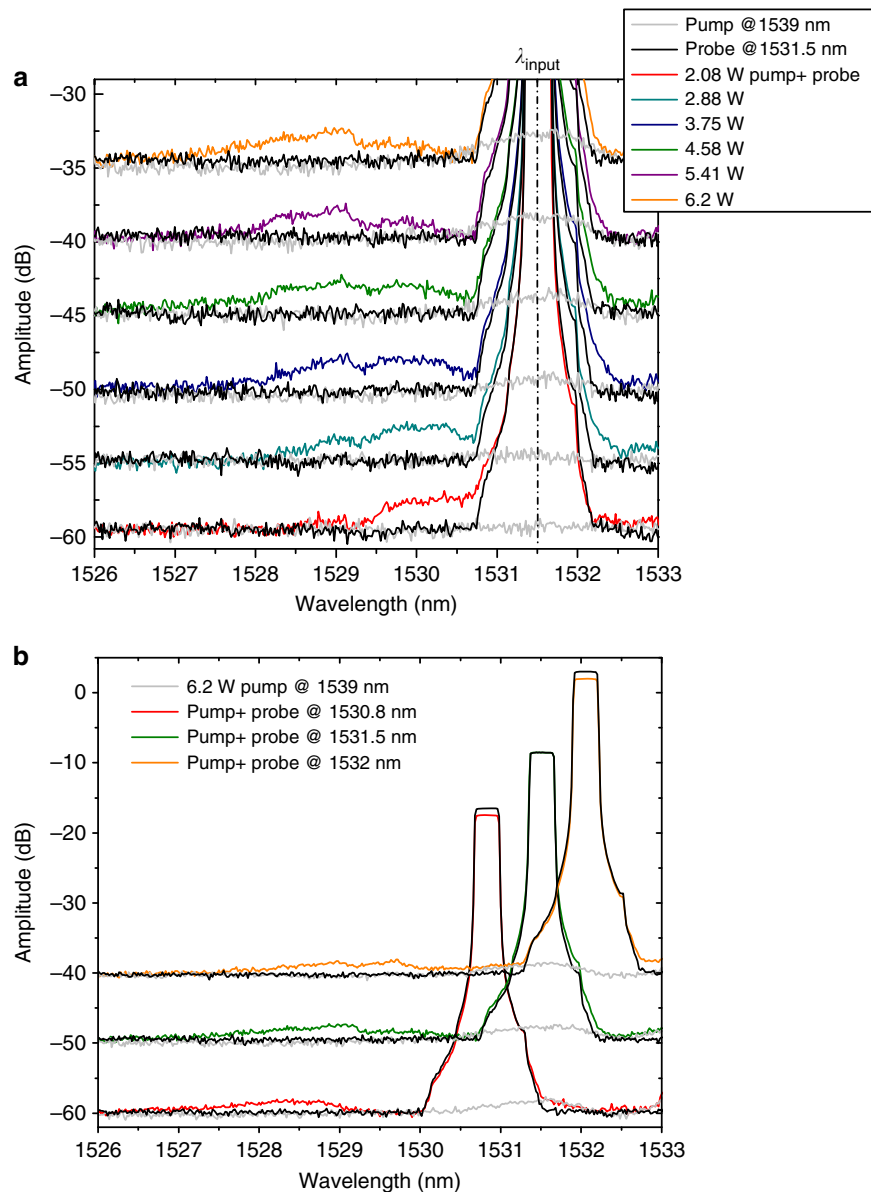 Pump @1539 nm
Probe @1531.5 nm
2.08 W pump+ probe
2.88 W
3.75 W
4.58 W
5.41 W
6.2 W
a
λinput
−30
−35
−40
−45
−50
−55
−60
Amplitude (dB)
1526 1527 1528 1529 1530 1531 1532 1533
Wavelength (nm)
b
6.2 W pump @ 1539 nm
Pump+ probe @ 1530.8 nm
Pump+ probe @ 1531.5 nm
Pump+ probe @ 1532 nm
0
−10
−20
−30
−40
−50
−60
Amplitude (dB)
1526 1527 1528 1529 1530 1531 1532 1533
Wavelength (nm)